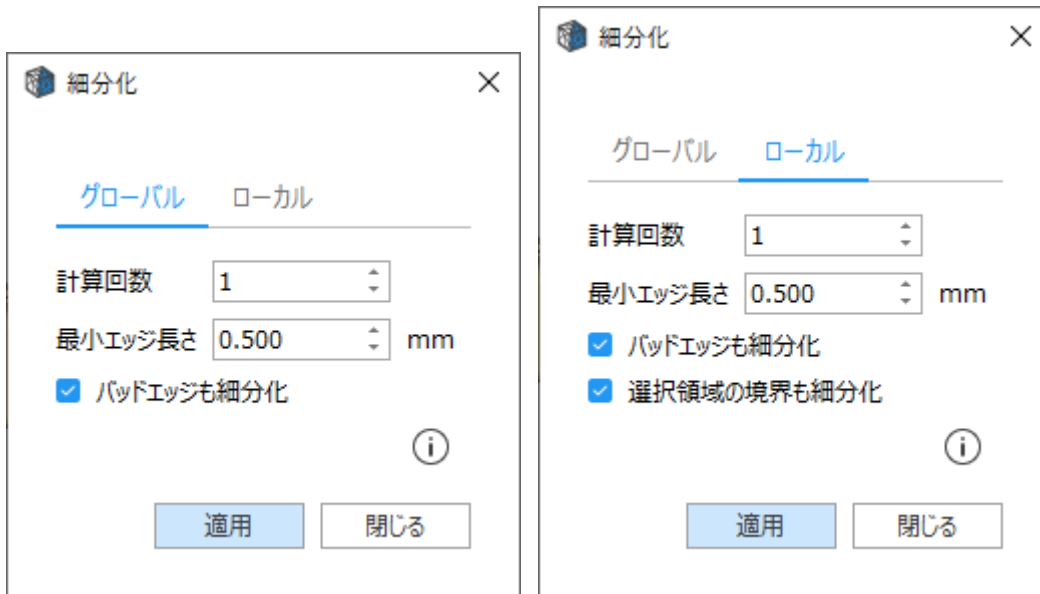 細分化
グローバル ローカル
計算回数 1
最小エッジ長さ 0.500 mm
バッドエッジも細分化
適用 閉じる
細分化
グローバル ローカル
計算回数 1
最小エッジ長さ 0.500 mm
バッドエッジも細分化
選択領域の境界も細分化
適用 閉じる